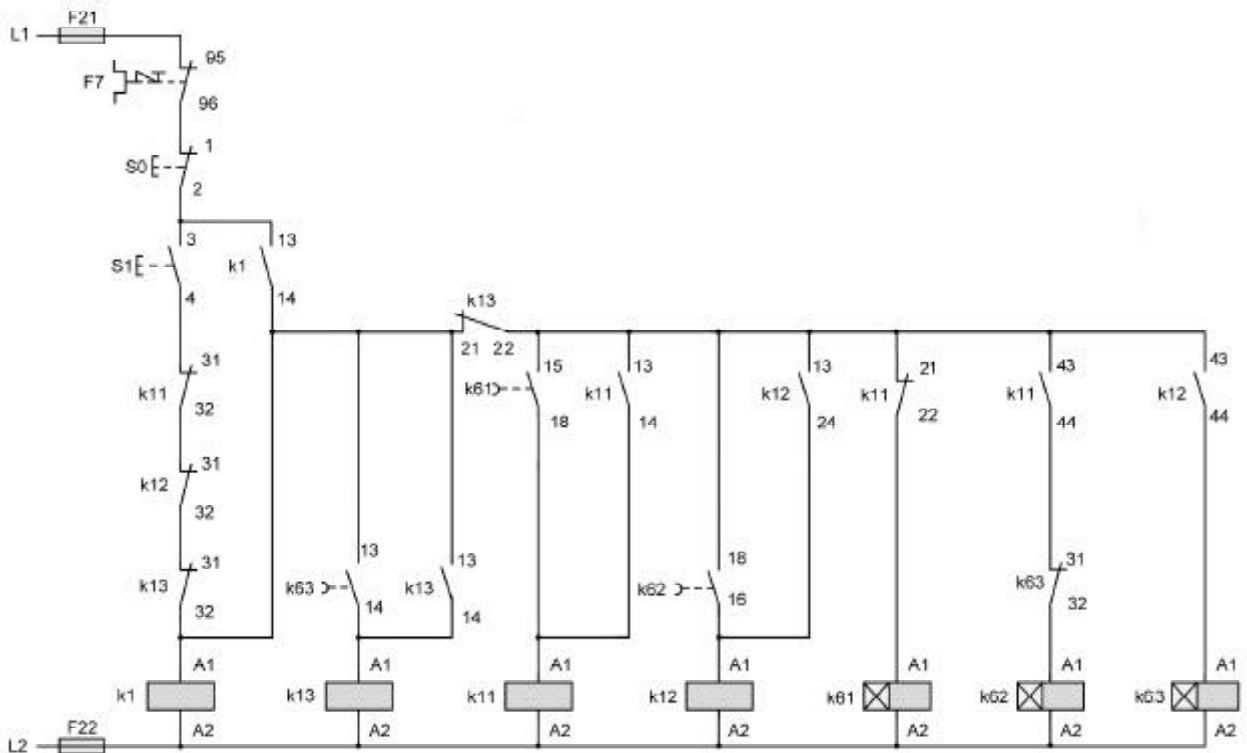 F21
L1
95
F7
96
1
S0
2
3 13
S1 k1
4 14
k13
21 22
31 15 13 13 21 43 43
k11 k61 k11 k12 k11 k11 k12
32 18 14 24 22 44 44
31
k12
32
31 13 13 18 31
k13 k63 k13 k62 k63
32 14 14 16 32
A1 A1 A1 A1 A1 A1 A1
k1 k13 k11 k12 k61 k62 k63
F22
A2 A2 A2 A2 A2 A2 A2
L2